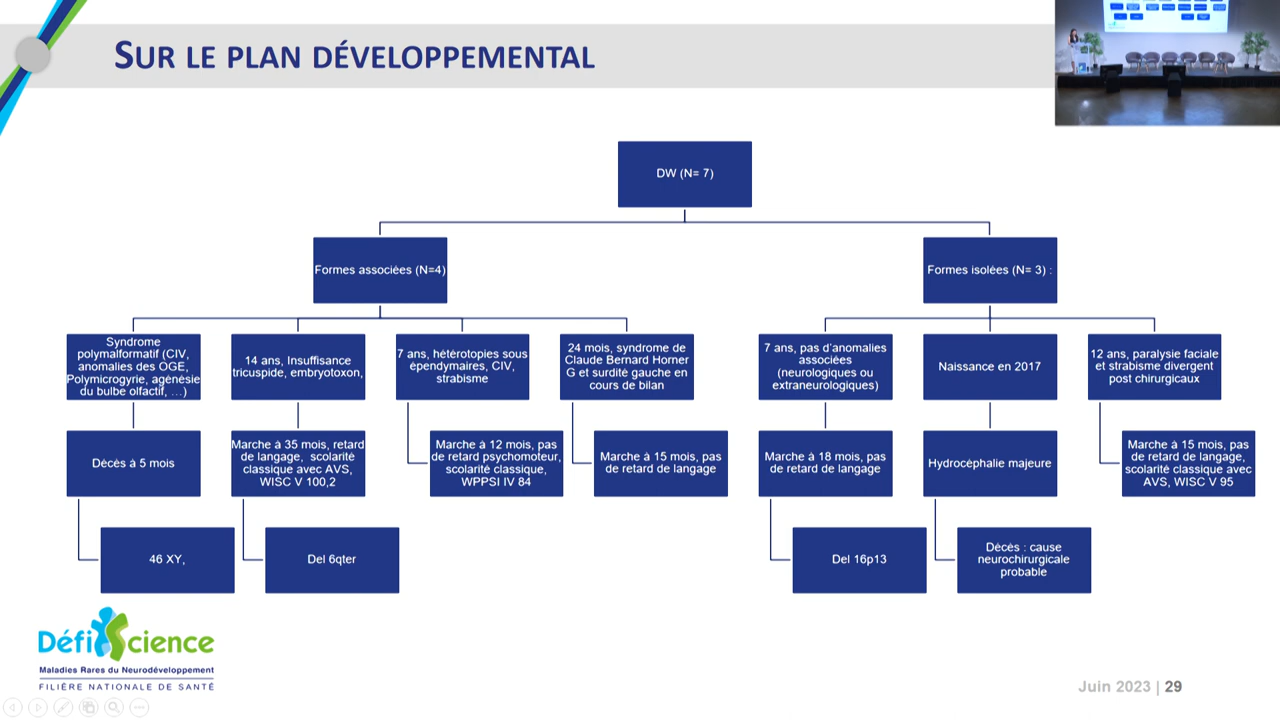 SUR LE PLAN DÉVELOPPEMENTAL
DW (N= 7)
Formes associées (N=4)
Formes isolées (N= 3) :
Syndrome
polymalformatif (CIV,
anomalies des OGE,
Polymicrogyrie, agénésie
du bulbe olfactif, …)
14 ans, Insuffisance
tricuspide, embryotoxon,
7 ans, hétérotopies sous
épendymaires, CIV,
strabisme
24 mois, syndrome de
Claude Bernard Horner
G et surdité gauche en
cours de bilan
7 ans, pas d'anomalies
associées
(neurologiques ou
extraneurologiques)
Naissance en 2017
12 ans, paralysie faciale
et strabisme divergent
post chirurgicaux
Décès à 5 mois
Marche à 35 mois, retard
de langage, scolarité
classique avec AVS,
WISC V 100,2
Marche à 12 mois, pas
de retard psychomoteur,
scolarité classique,
WPPSI IV 84
Marche à 15 mois, pas
de retard de langage
Marche à 18 mois, pas
de retard de langage
Hydrocéphalie majeure
Marche à 15 mois, pas
de retard de langage,
scolarité classique avec
AVS, WISC V 95
46 XY,
Del 6qter
Del 16p13
Décès : cause
neurochirurgicale
probable
DéfiScience
Maladies Rares du Neurodéveloppement
FILIÈRE NATIONALE DE SANTÉ
Juin 2023 | 29